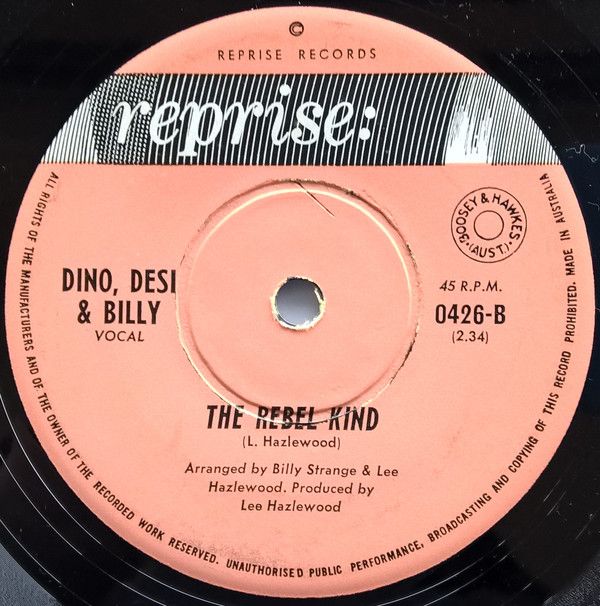 ©
REPRISE RECORDS
reprise:
BOOSEY & HAWKES
(AUST.)
DINO, DESI
& BILLY
VOCAL
45 R.P.M.
0426-B
(2.34)
THE REBEL KIND
(L. Hazlewood)
Arranged by Billy Strange & Lee
Hazlewood. Produced by
Lee Hazlewood
ALL RIGHTS OF THE MANUFACTURERS AND OF THE OWNER OF THE RECORDED WORK RESERVED. UNAUTHORISED PUBLIC PERFORMANCE, BROADCASTING AND COPYING OF THIS RECORD PROHIBITED. MADE IN AUSTRALIA